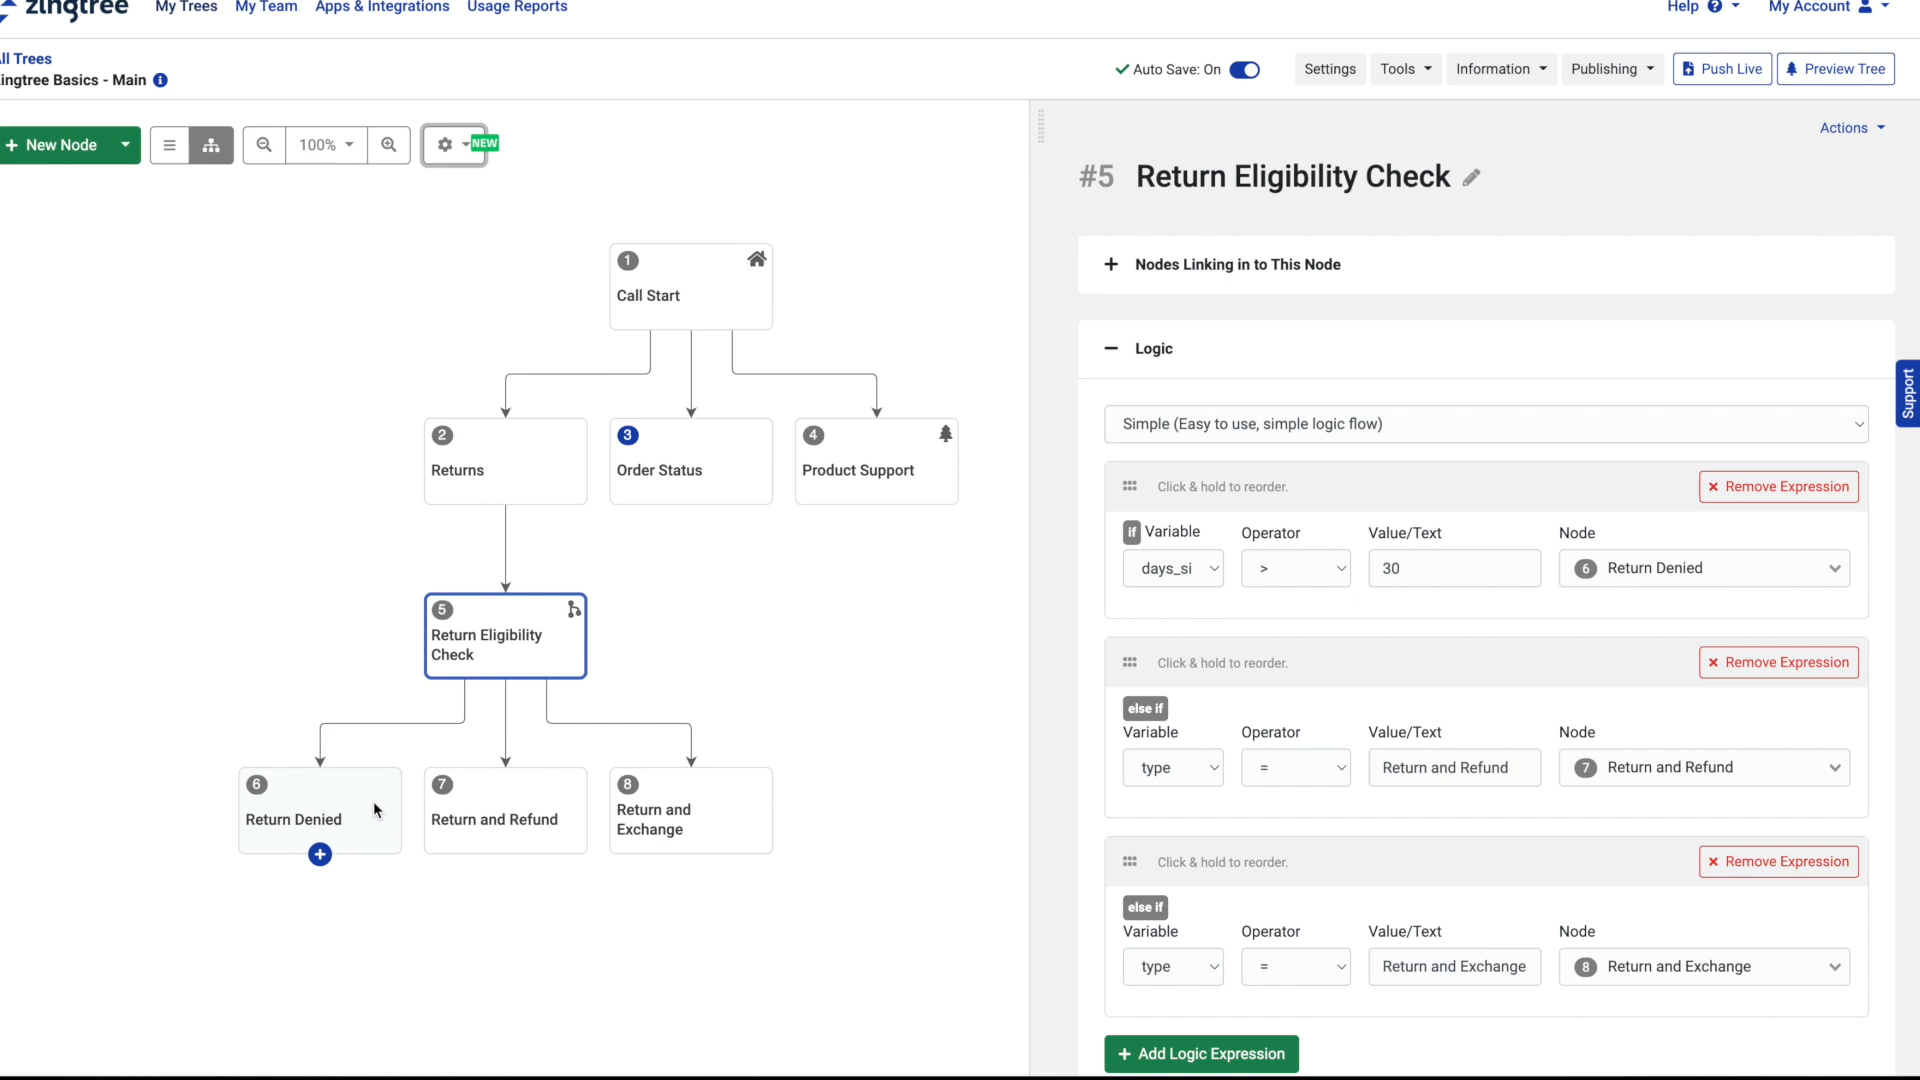 zingtree My Trees My Team Apps & Integrations Usage Reports Help ? My Account
ll Trees
ingtree Basics - Main i
Auto Save: On Settings Tools Information Publishing Push Live Preview Tree
+ New Node 100% NEW
1
Call Start
2
Returns
3
Order Status
4
Product Support
5
Return Eligibility
Check
6
Return Denied
+
7
Return and Refund
8
Return and
Exchange
Actions
#5 Return Eligibility Check
+ Nodes Linking in to This Node
− Logic
Support
Simple (Easy to use, simple logic flow)
Click & hold to reorder. × Remove Expression
if Variable Operator Value/Text Node
days_si > 30 6 Return Denied
Click & hold to reorder. × Remove Expression
else if
Variable Operator Value/Text Node
type = Return and Refund 7 Return and Refund
Click & hold to reorder. × Remove Expression
else if
Variable Operator Value/Text Node
type = Return and Exchange 8 Return and Exchange
+ Add Logic Expression